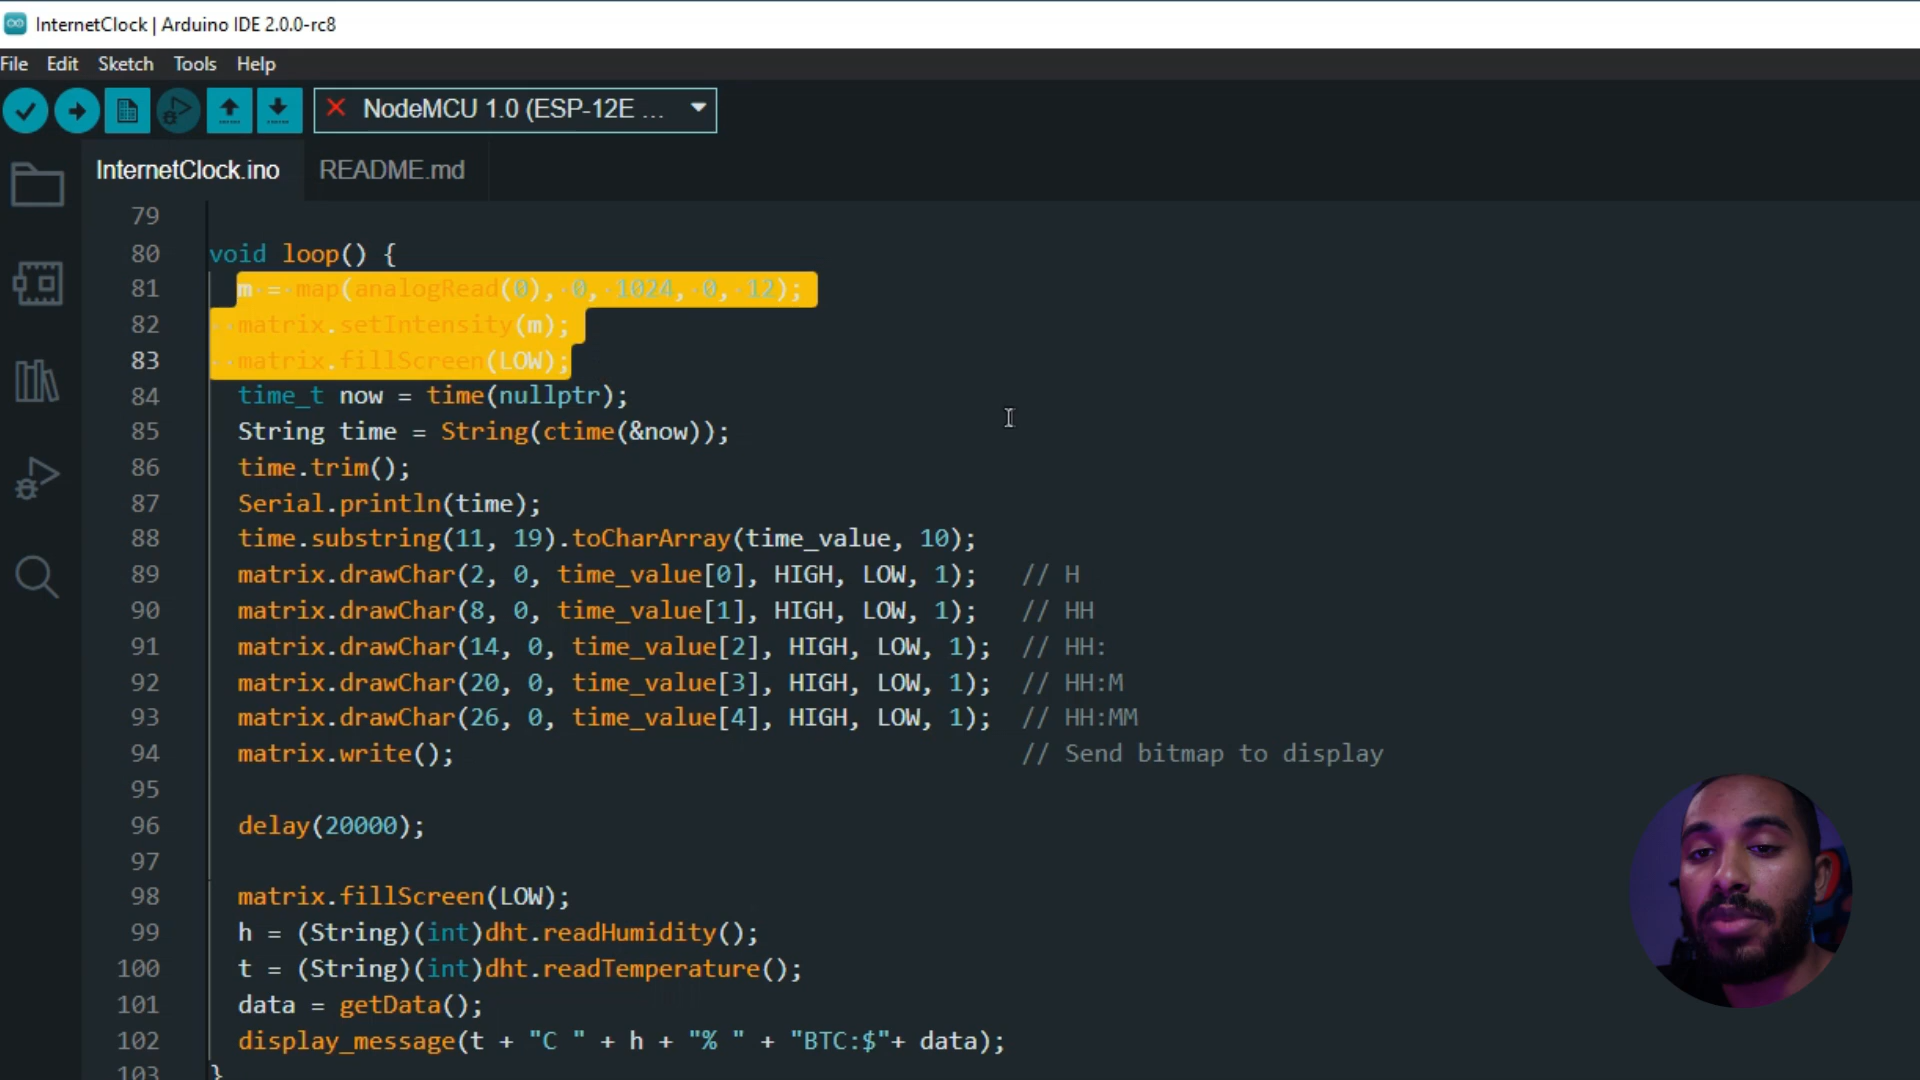 InternetClock | Arduino IDE 2.0.0-rc8
File Edit Sketch Tools Help
NodeMCU 1.0 (ESP-12E ...
InternetClock.ino README.md
79
80 void loop() {
81 m = map(analogRead(0), 0, 1024, 0, 12);
82 matrix.setIntensity(m);
83 matrix.fillScreen(LOW);
84 time_t now = time(nullptr);
85 String time = String(ctime(&now));
86 time.trim();
87 Serial.println(time);
88 time.substring(11, 19).toCharArray(time_value, 10);
89 matrix.drawChar(2, 0, time_value[0], HIGH, LOW, 1); // H
90 matrix.drawChar(8, 0, time_value[1], HIGH, LOW, 1); // HH
91 matrix.drawChar(14, 0, time_value[2], HIGH, LOW, 1); // HH:
92 matrix.drawChar(20, 0, time_value[3], HIGH, LOW, 1); // HH:M
93 matrix.drawChar(26, 0, time_value[4], HIGH, LOW, 1); // HH:MM
94 matrix.write(); // Send bitmap to display
95
96 delay(20000);
97
98 matrix.fillScreen(LOW);
99 h = (String)(int)dht.readHumidity();
100 t = (String)(int)dht.readTemperature();
101 data = getData();
102 display_message(t + "C " + h + "% " + "BTC:$"+ data);
103 }